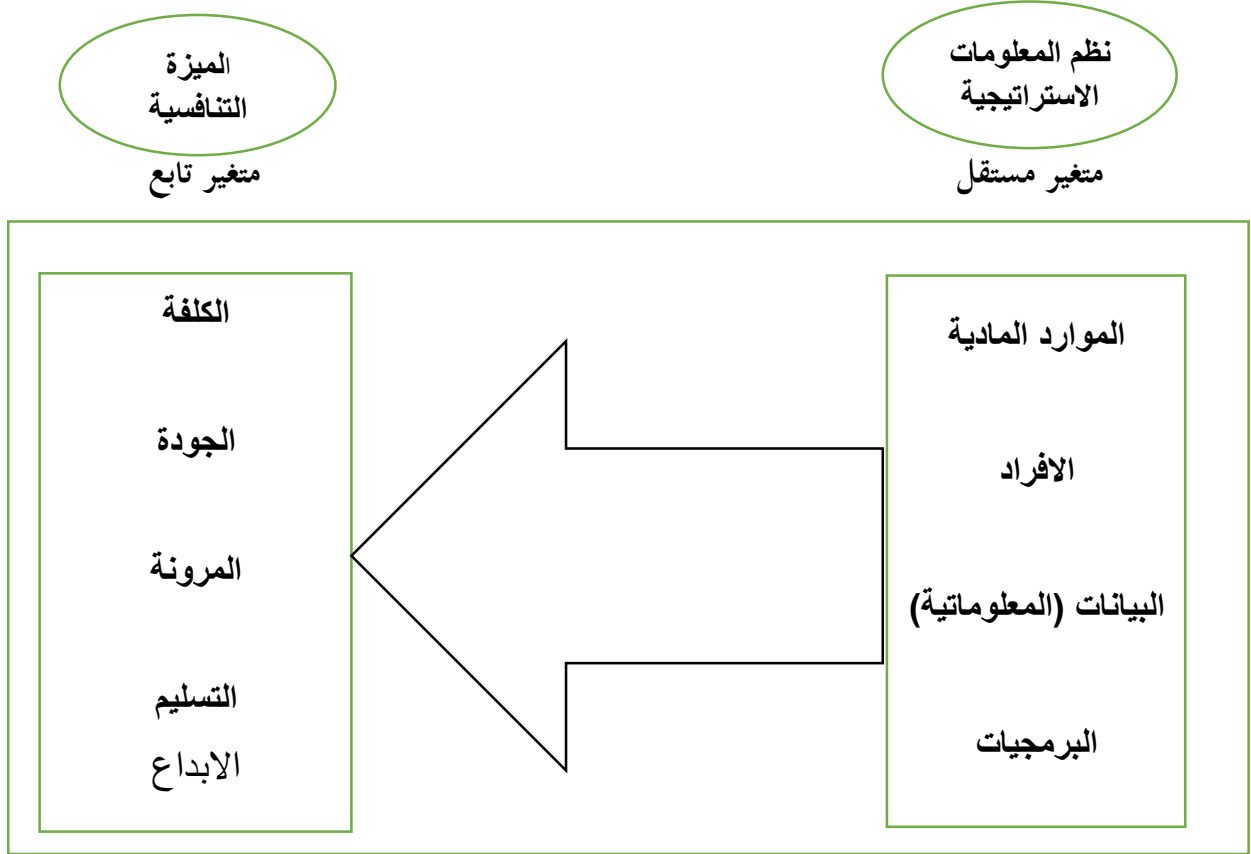 نظم المعلومات
الاستراتيجية
متغير مستقل
الميزة
التنافسية
متغير تابع
الموارد المادية
الافراد
البيانات (المعلوماتية)
البرمجيات
الكلفة
الجودة
المرونة
التسليم
الابداع